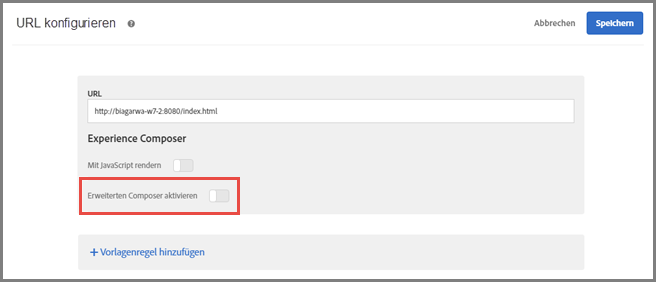 URL konfigurieren
Abbrechen
Speichern
URL
http://biagarwa-w7-2:8080/index.html
Experience Composer
Mit JavaScript rendern
Erweiterten Composer aktivieren
+ Vorlagenregel hinzufügen